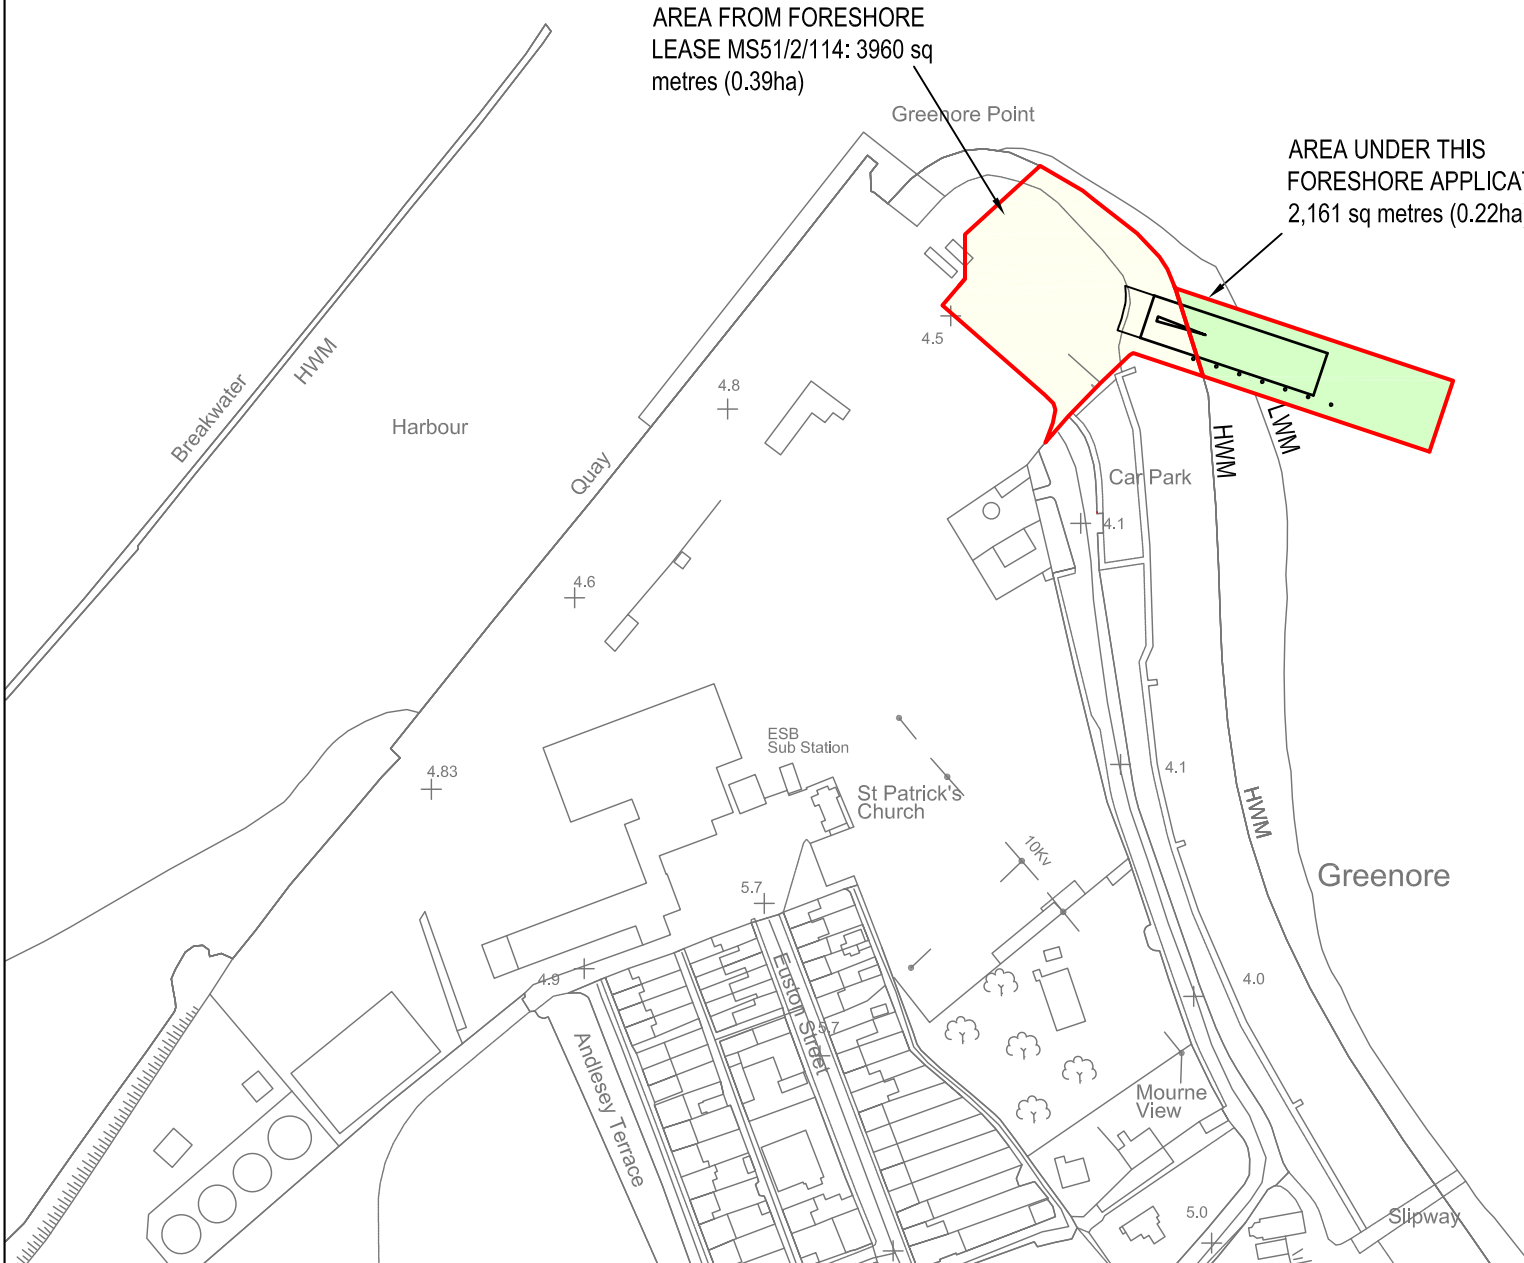 AREA FROM FORESHORE
LEASE MS51/2/114: 3960 sq
metres (0.39ha)
Greenore Point
AREA UNDER THIS
FORESHORE APPLICAT
2,161 sq metres (0.22ha
Breakwater
HWM
Harbour
Quay
4.5
4.8
4.6
4.83
HWM
LWM
Car Park
4.1
4.1
ESB
Sub Station
St Patrick's
Church
10Kv
HWM
Greenore
5.7
4.9
Euston Street
5.7
4.0
Andlesey Terrace
Mourne
View
5.0
Slipway